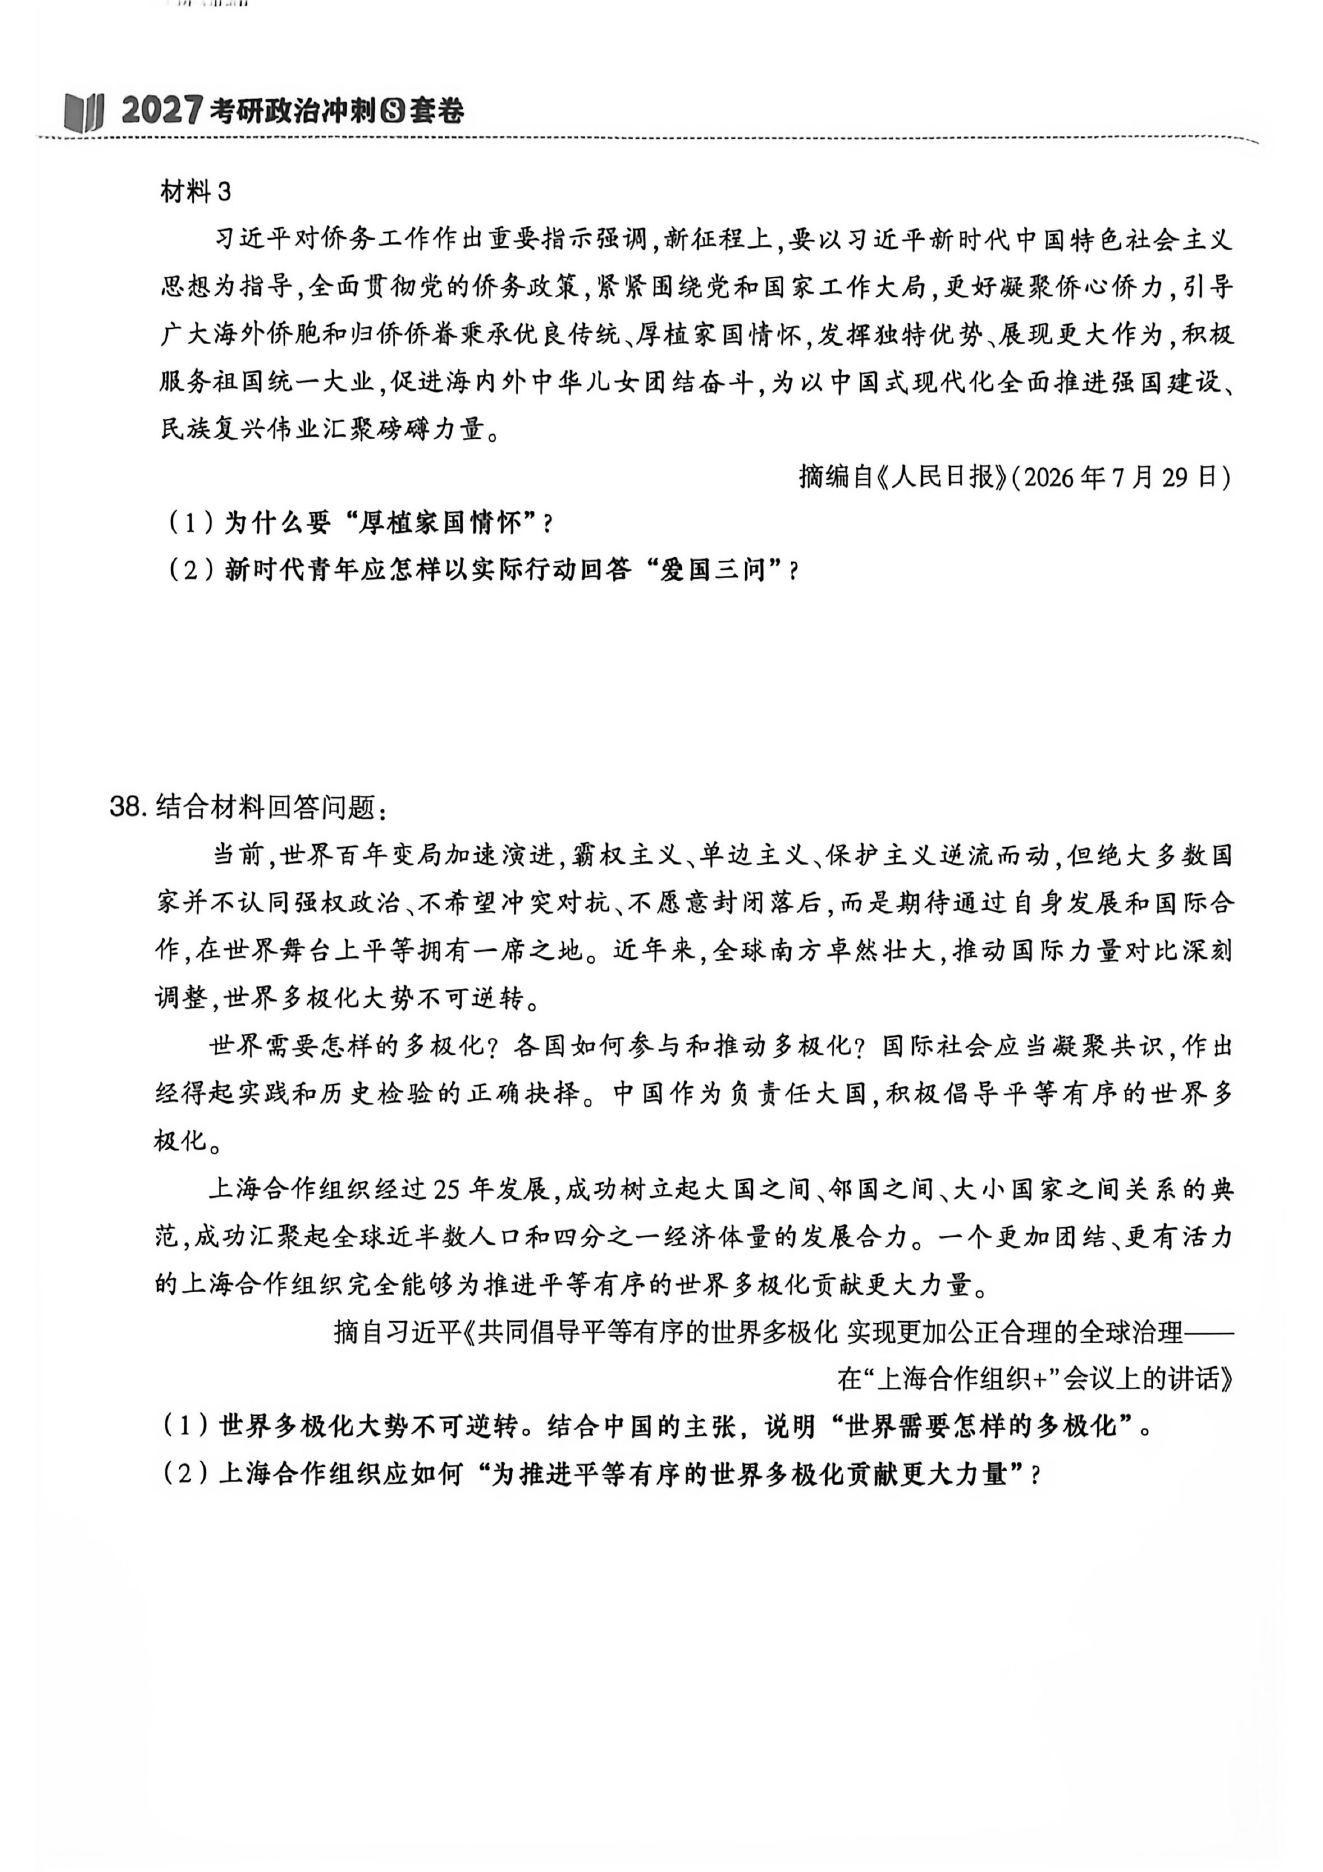 2027考研政治冲刺⑧套卷
材料3
习近平对侨务工作作出重要指示强调,新征程上,要以习近平新时代中国特色社会主义
思想为指导,全面贯彻党的侨务政策,紧紧围绕党和国家工作大局,更好凝聚侨心侨力,引导
广大海外侨胞和归侨侨眷秉承优良传统、厚植家国情怀,发挥独特优势、展现更大作为,积极
服务祖国统一大业,促进海内外中华儿女团结奋斗,为以中国式现代化全面推进强国建设、
民族复兴伟业汇聚磅礴力量。
摘编自《人民日报》(2026年7月29日)
(1)为什么要“厚植家国情怀”?
(2)新时代青年应怎样以实际行动回答“爱国三问”?
38.结合材料回答问题:
当前,世界百年变局加速演进,霸权主义、单边主义、保护主义逆流而动,但绝大多数国
家并不认同强权政治、不希望冲突对抗、不愿意封闭落后,而是期待通过自身发展和国际合
作,在世界舞台上平等拥有一席之地。近年来,全球南方卓然壮大,推动国际力量对比深刻
调整,世界多极化大势不可逆转。
世界需要怎样的多极化?各国如何参与和推动多极化?国际社会应当凝聚共识,作出
经得起实践和历史检验的正确抉择。中国作为负责任大国,积极倡导平等有序的世界多
极化。
上海合作组织经过25年发展,成功树立起大国之间、邻国之间、大小国家之间关系的典
范,成功汇聚起全球近半数人口和四分之一经济体量的发展合力。一个更加团结、更有活力
的上海合作组织完全能够为推进平等有序的世界多极化贡献更大力量。
摘自习近平《共同倡导平等有序的世界多极化 实现更加公正合理的全球治理——
在“上海合作组织+”会议上的讲话》
(1)世界多极化大势不可逆转。结合中国的主张,说明“世界需要怎样的多极化”。
(2)上海合作组织应如何“为推进平等有序的世界多极化贡献更大力量”?